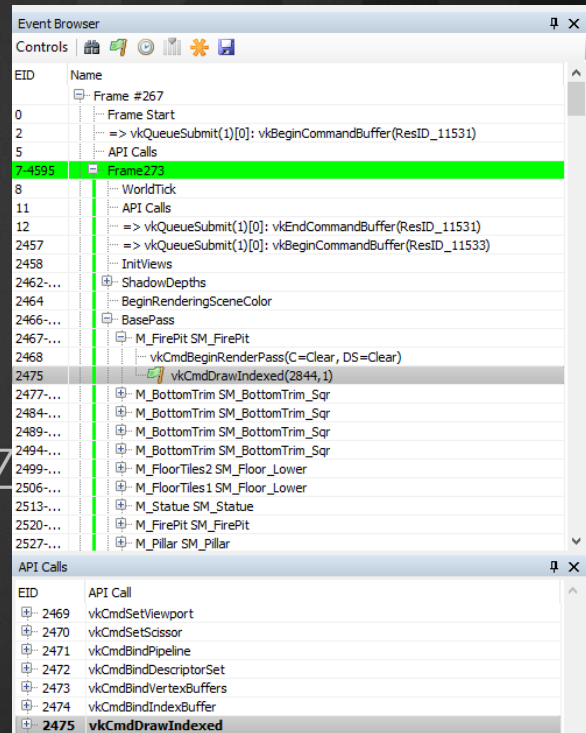 Event Browser
Controls
EID Name
Frame #267
0 Frame Start
2 => vkQueueSubmit(1)[0]: vkBeginCommandBuffer(ResID_11531)
5 API Calls
7-4595 Frame273
8 WorldTick
11 API Calls
12 => vkQueueSubmit(1)[0]: vkEndCommandBuffer(ResID_11531)
2457 => vkQueueSubmit(1)[0]: vkBeginCommandBuffer(ResID_11533)
2458 InitViews
2462-... ShadowDepths
2464 BeginRenderingSceneColor
2466-... BasePass
2467-... M_FirePit SM_FirePit
2468 vkCmdBeginRenderPass(C=Clear, DS=Clear)
2475 vkCmdDrawIndexed(2844,1)
2477-... M_BottomTrim SM_BottomTrim_Sqr
2484-... M_BottomTrim SM_BottomTrim_Sqr
2489-... M_BottomTrim SM_BottomTrim_Sqr
2494-... M_BottomTrim SM_BottomTrim_Sqr
2499-... M_FloorTiles2 SM_Floor_Lower
2506-... M_FloorTiles1 SM_Floor_Lower
2513-... M_Statue SM_Statue
2520-... M_FirePit SM_FirePit
2527-... M_Pillar SM_Pillar
API Calls
EID API Call
2469 vkCmdSetViewport
2470 vkCmdSetScissor
2471 vkCmdBindPipeline
2472 vkCmdBindDescriptorSet
2473 vkCmdBindVertexBuffers
2474 vkCmdBindIndexBuffer
2475 vkCmdDrawIndexed